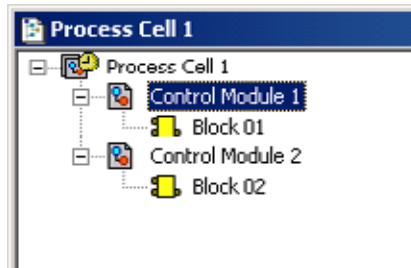 Process Cell 1
Process Cell 1
Control Module 1
Block 01
Control Module 2
Block 02